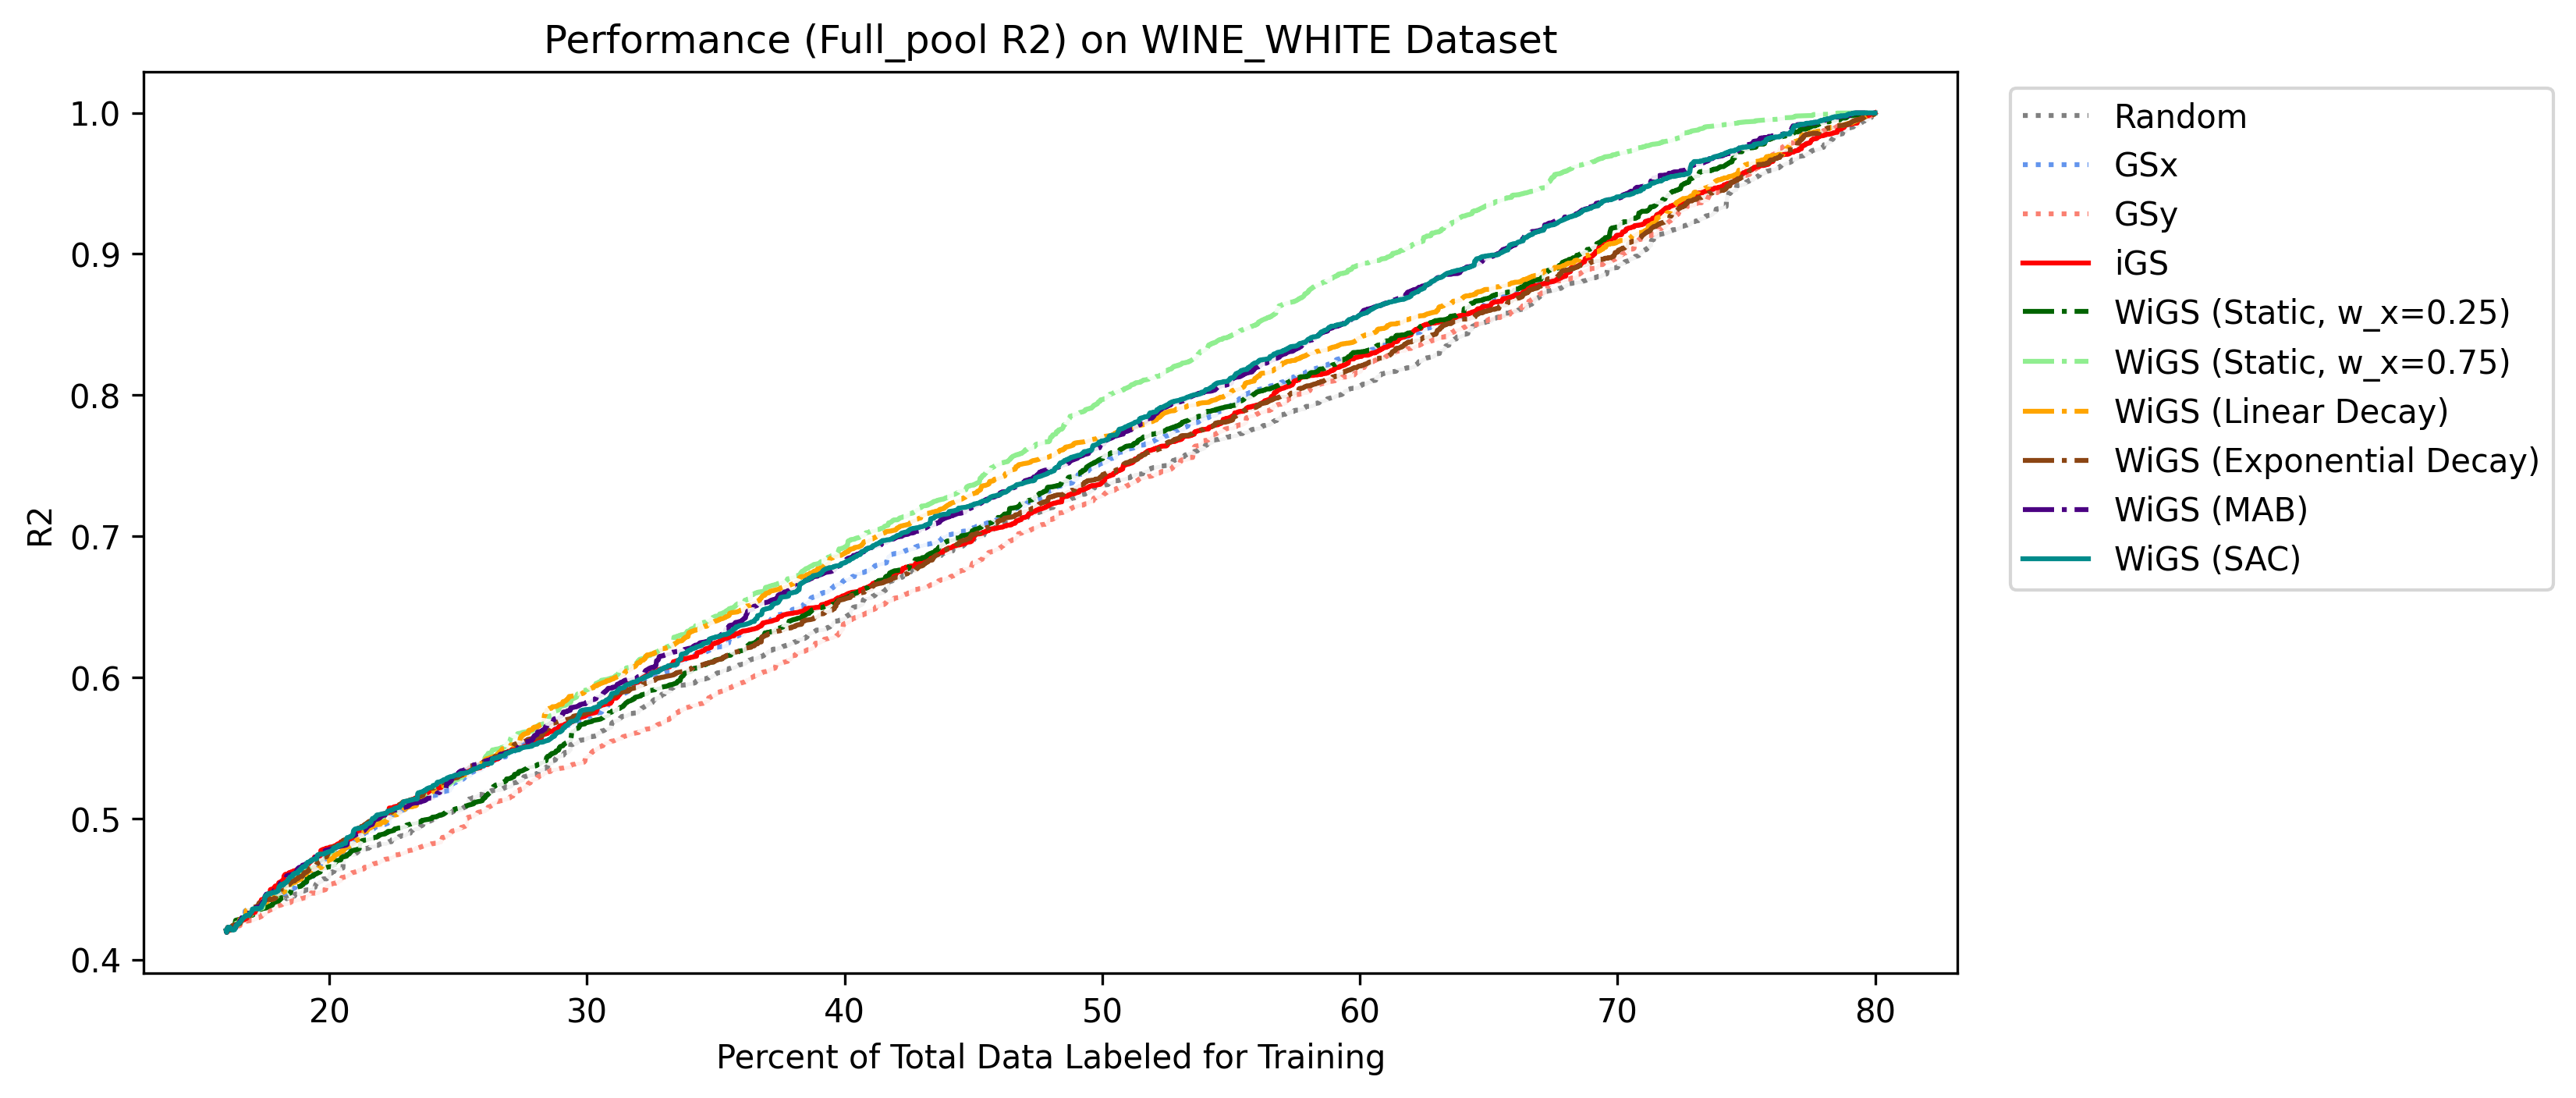 Performance (Full_pool R2) on WINE_WHITE Dataset
1.0
0.9
0.8
0.7
0.6
0.5
0.4
R2
20
30
40
50
60
70
80
Percent of Total Data Labeled for Training
Random
GSx
GSy
iGS
WiGS (Static, w_x=0.25)
WiGS (Static, w_x=0.75)
WiGS (Linear Decay)
WiGS (Exponential Decay)
WiGS (MAB)
WiGS (SAC)